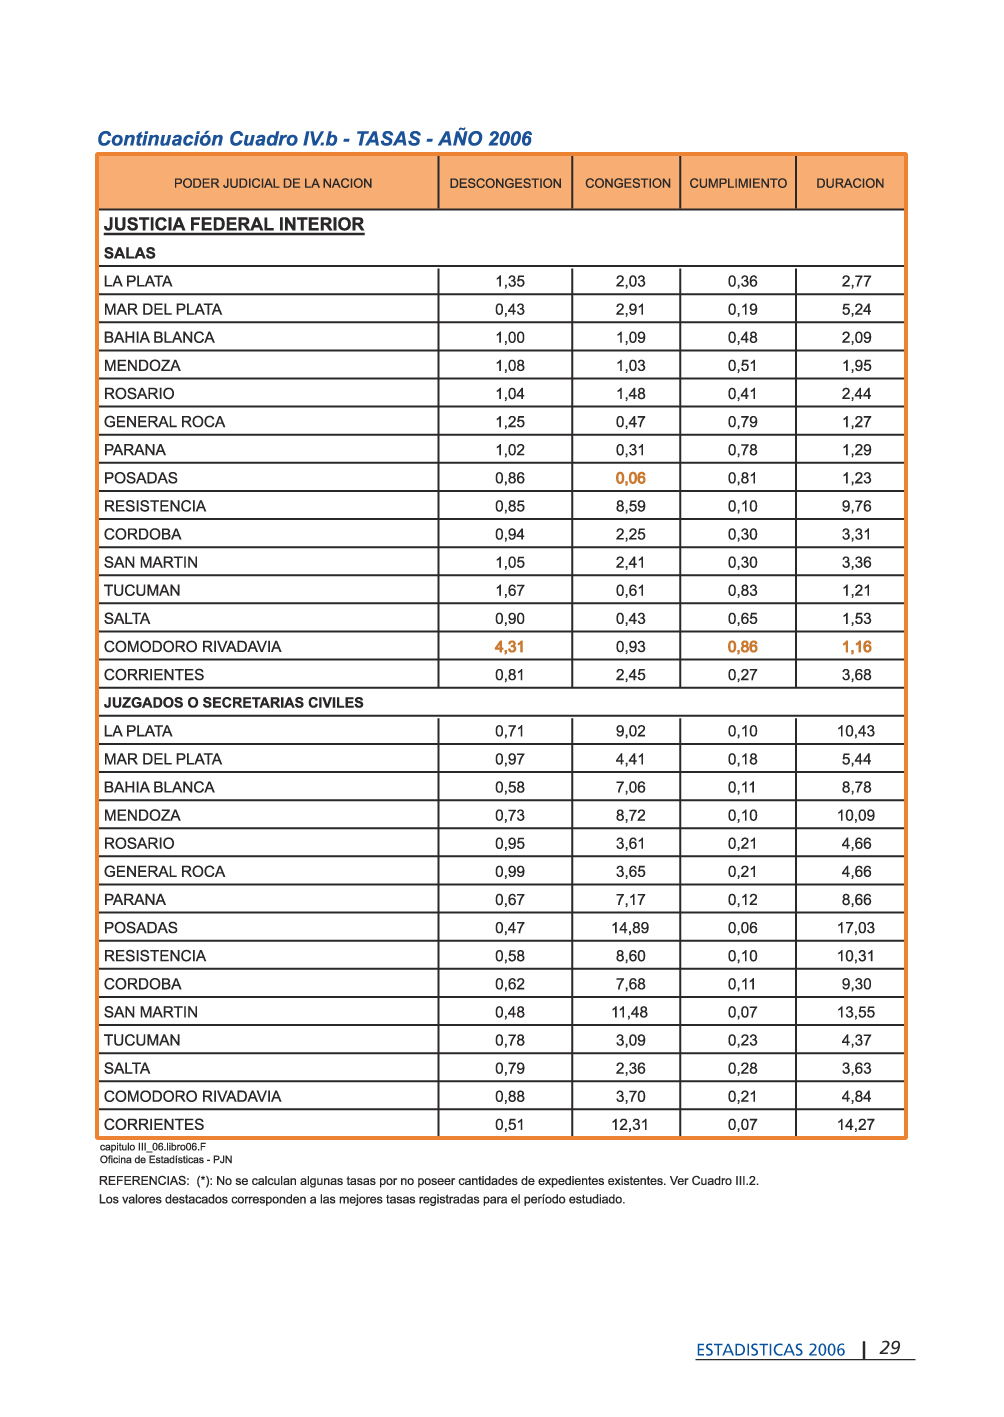 Continuación Cuadro IV.b - TASAS - AÑO 2006
PODER JUDICIAL DE LA NACION DESCONGESTION CONGESTION CUMPLIMIENTO DURACION
JUSTICIA FEDERAL INTERIOR
SALAS
LA PLATA 1,35 2,03 0,36 2,77
MAR DEL PLATA 0,43 2,91 0,19 5,24
BAHIA BLANCA 1,00 1,09 0,48 2,09
MENDOZA 1,08 1,03 0,51 1,95
ROSARIO 1,04 1,48 0,41 2,44
GENERAL ROCA 1,25 0,47 0,79 1,27
PARANA 1,02 0,31 0,78 1,29
POSADAS 0,86 0,06 0,81 1,23
RESISTENCIA 0,85 8,59 0,10 9,76
CORDOBA 0,94 2,25 0,30 3,31
SAN MARTIN 1,05 2,41 0,30 3,36
TUCUMAN 1,67 0,61 0,83 1,21
SALTA 0,90 0,43 0,65 1,53
COMODORO RIVADAVIA 4,31 0,93 0,86 1,16
CORRIENTES 0,81 2,45 0,27 3,68
JUZGADOS O SECRETARIAS CIVILES
LA PLATA 0,71 9,02 0,10 10,43
MAR DEL PLATA 0,97 4,41 0,18 5,44
BAHIA BLANCA 0,58 7,06 0,11 8,78
MENDOZA 0,73 8,72 0,10 10,09
ROSARIO 0,95 3,61 0,21 4,66
GENERAL ROCA 0,99 3,65 0,21 4,66
PARANA 0,67 7,17 0,12 8,66
POSADAS 0,47 14,89 0,06 17,03
RESISTENCIA 0,58 8,60 0,10 10,31
CORDOBA 0,62 7,68 0,11 9,30
SAN MARTIN 0,48 11,48 0,07 13,55
TUCUMAN 0,78 3,09 0,23 4,37
SALTA 0,79 2,36 0,28 3,63
COMODORO RIVADAVIA 0,88 3,70 0,21 4,84
CORRIENTES 0,51 12,31 0,07 14,27
capitulo III_06.libro06.F
Oficina de Estadísticas - PJN
REFERENCIAS: (*): No se calculan algunas tasas por no poseer cantidades de expedientes existentes. Ver Cuadro III.2.
Los valores destacados corresponden a las mejores tasas registradas para el período estudiado.
ESTADISTICAS 2006 | 29